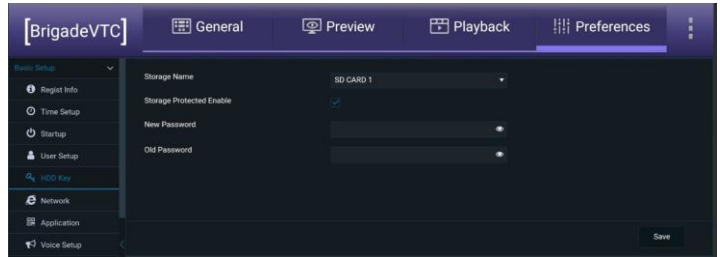 [BrigadeVTC]
General
Preview
Playback
Preferences
Basic Setup
Regist Info
Time Setup
Startup
User Setup
HDD Key
Network
Application
Voice Setup
Storage Name
SD CARD 1
Storage Protected Enable
New Password
Old Password
Save